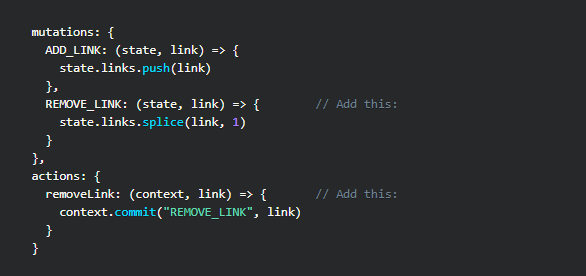 mutations: {
ADD_LINK: (state, link) => {
state.links.push(link)
},
REMOVE_LINK: (state, link) => { // Add this:
state.links.splice(link, 1)
}
},
actions: {
removeLink: (context, link) => { // Add this:
context.commit("REMOVE_LINK", link)
}
}